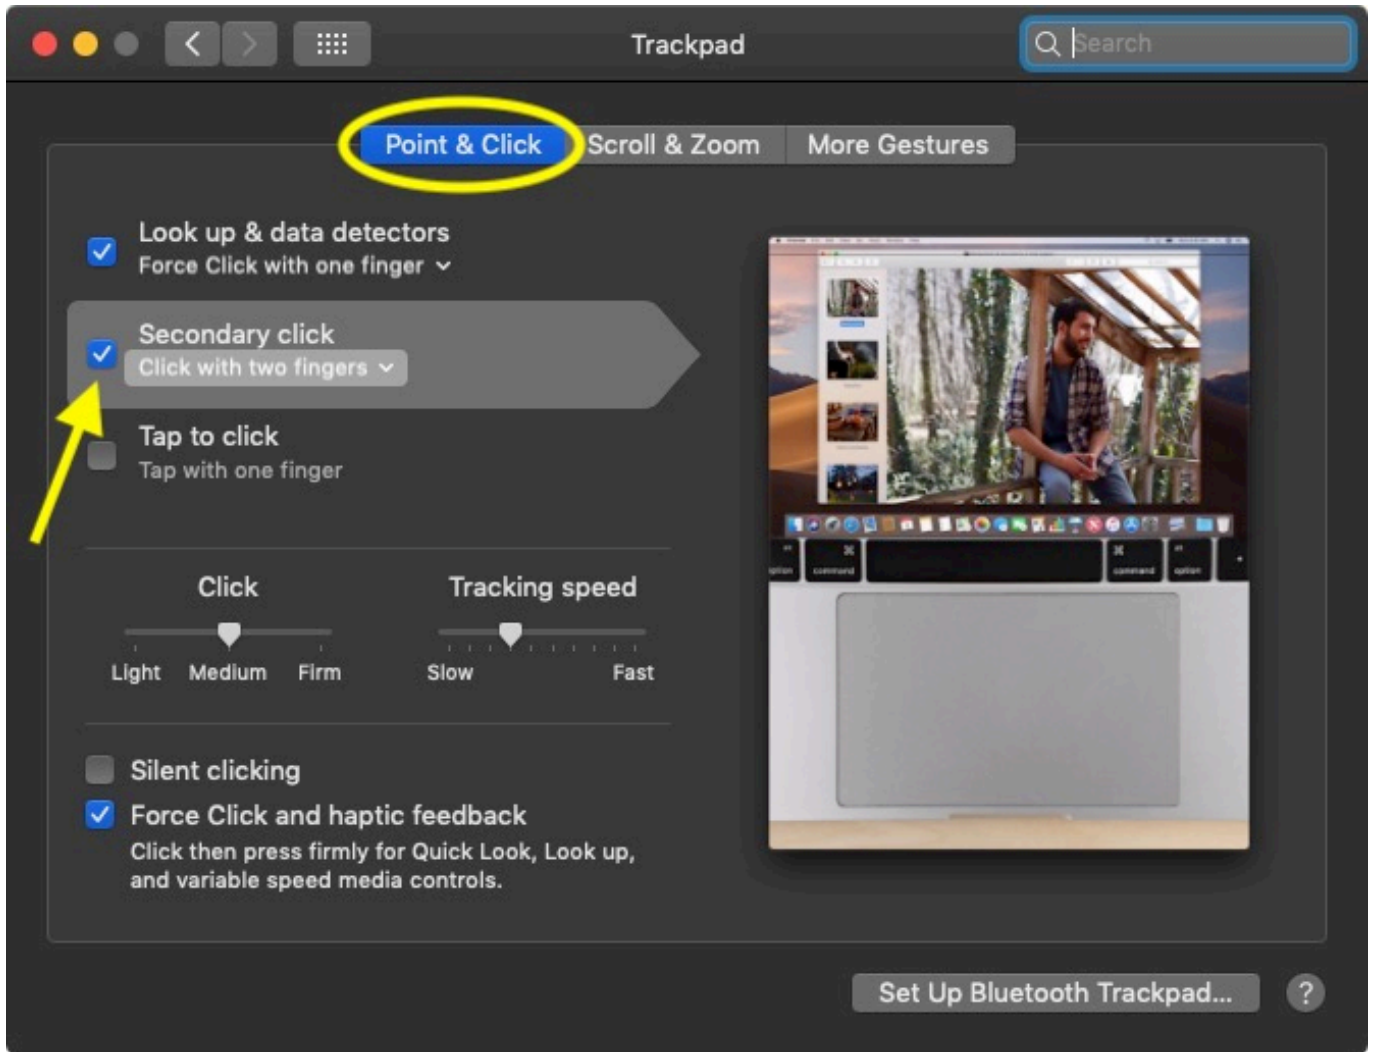 Trackpad
Search
Point & Click
Scroll & Zoom
More Gestures
Look up & data detectors
Force Click with one finger
Secondary click
Click with two fingers
Tap to click
Tap with one finger
command
command
option
Click
Tracking speed
Light
Medium
Firm
Slow
Fast
Silent clicking
Force Click and haptic feedback
Click then press firmly for Quick Look, Look up,
and variable speed media controls.
Set Up Bluetooth Trackpad...
?